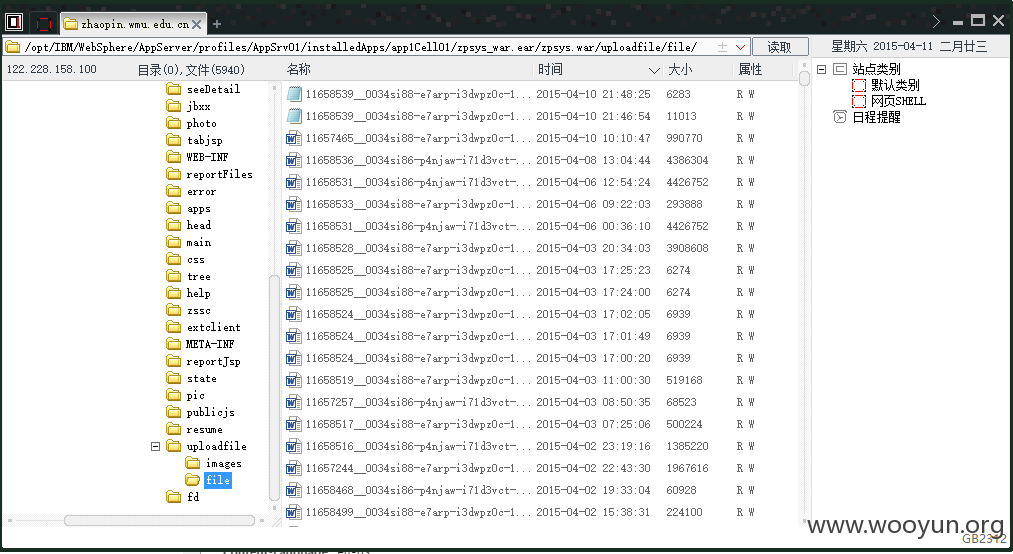 zhaopin.wmu.edu.cn
/opt/IBM/WebSphere/AppServer/profiles/AppSrv01/installedApps/app1Cell01/zpsys_war.ear/zpsys.war/uploadfile/file/
读取
星期六 2015-04-11 二月廿三
122.228.158.100
目录(0),文件(5940)
seeDetail
jbxx
photo
tabjsp
WEB-INF
reportFiles
error
apps
head
main
css
tree
help
zssc
extclient
META-INF
reportJsp
state
pic
publicjs
resume
uploadfile
images
file
fd
名称 时间 大小 属性
11658539__0034si88-e7arp-i3dwpz0c-1... 2015-04-10 21:48:25 6283 R W
11658539__0034si88-e7arp-i3dwpz0c-1... 2015-04-10 21:46:54 11013 R W
11657465__0034si88-e7arp-i3dwpz0c-1... 2015-04-10 10:10:47 990770 R W
11658536__0034si86-p4njaw-i71d3vct-... 2015-04-08 13:04:44 4386304 R W
11658531__0034si86-p4njaw-i71d3vct-... 2015-04-06 12:54:24 4426752 R W
11658533__0034si88-e7arp-i3dwpz0c-1... 2015-04-06 09:22:03 293888 R W
11658531__0034si86-p4njaw-i71d3vct-... 2015-04-06 00:36:10 4426752 R W
11658528__0034si88-e7arp-i3dwpz0c-1... 2015-04-03 20:34:03 3908608 R W
11658525__0034si88-e7arp-i3dwpz0c-1... 2015-04-03 17:25:23 6274 R W
11658525__0034si88-e7arp-i3dwpz0c-1... 2015-04-03 17:24:00 6274 R W
11658524__0034si88-e7arp-i3dwpz0c-1... 2015-04-03 17:02:05 6939 R W
11658524__0034si88-e7arp-i3dwpz0c-1... 2015-04-03 17:01:49 6939 R W
11658524__0034si88-e7arp-i3dwpz0c-1... 2015-04-03 17:00:20 6939 R W
11658519__0034si88-e7arp-i3dwpz0c-1... 2015-04-03 11:00:30 519168 R W
11657257__0034si86-p4njaw-i71d3vct-... 2015-04-03 08:50:35 68523 R W
11658517__0034si88-e7arp-i3dwpz0c-1... 2015-04-03 07:25:06 500224 R W
11658516__0034si86-p4njaw-i71d3vct-... 2015-04-02 23:19:16 1385220 R W
11657244__0034si88-e7arp-i3dwpz0c-1... 2015-04-02 22:43:30 1967616 R W
11658468__0034si86-p4njaw-i71d3vct-... 2015-04-02 19:33:04 60928 R W
11658499__0034si88-e7arp-i3dwpz0c-1... 2015-04-02 15:38:31 224100 R W
站点类别
默认类别
网页SHELL
日程提醒
www.wooyun.org
GB2312